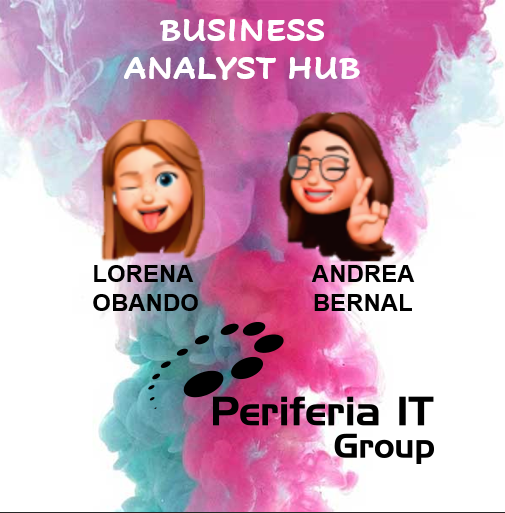 BUSINESS
ANALYST HUB
LORENA
OBANDO
ANDREA
BERNAL
Periferia IT
Group